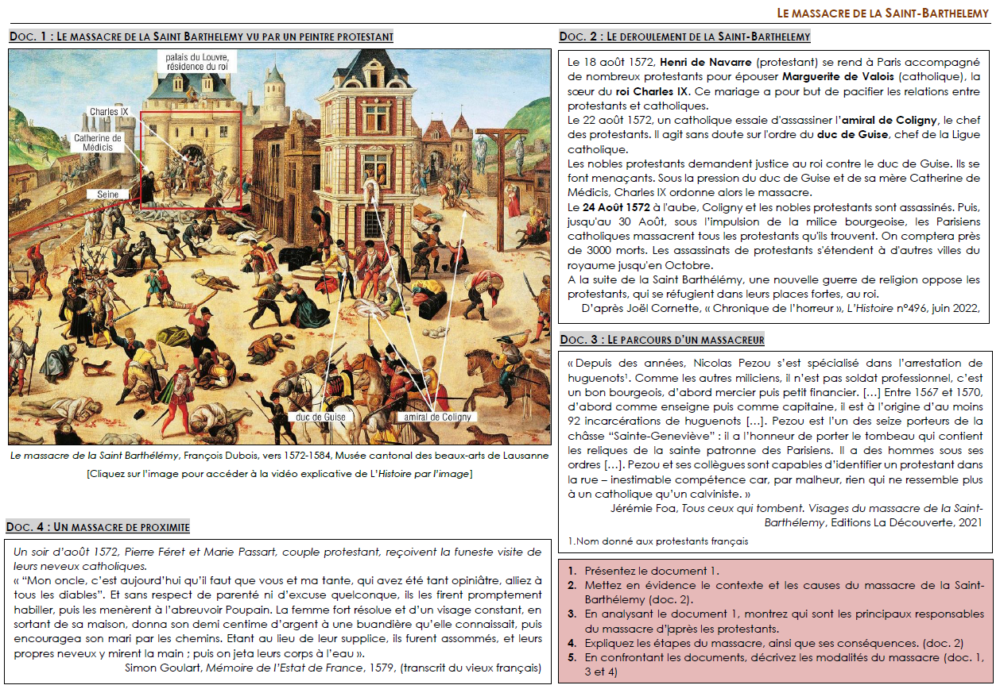 LE MASSACRE DE LA SAINT-BARTHELEMY
DOC. 1 : LE MASSACRE DE LA SAINT BARTHELEMY VU PAR UN PEINTRE PROTESTANT
palais du Louvre,
résidence du roi
Charles IX
Catherine de
Médicis
Seine
duc de Guise
amiral de Coligny
Le massacre de la Saint Barthélémy, François Dubois, vers 1572-1584, Musée cantonal des beaux-arts de Lausanne
[Cliquez sur l'image pour accéder à la vidéo explicative de L'Histoire par l'image]
DOC. 4 : UN MASSACRE DE PROXIMITE
Un soir d'août 1572, Pierre Féret et Marie Passart, couple protestant, reçoivent la funeste visite de
leurs neveux catholiques.
« “Mon oncle, c'est aujourd'hui qu'il faut que vous et ma tante, qui avez été tant opiniâtre, alliez à
tous les diables”. Et sans respect de parenté ni d'excuse quelconque, ils les firent promptement
habiller, puis les menèrent à l'abreuvoir Poupain. La femme fort résolue et d'un visage constant, en
sortant de sa maison, donna son demi centime d'argent à une buandière qu'elle connaissait, puis
encouragea son mari par les chemins. Etant au lieu de leur supplice, ils furent assommés, et leurs
propres neveux y mirent la main ; puis on jeta leurs corps à l'eau ».
Simon Goulart, Mémoire de l'Estat de France, 1579, (transcrit du vieux français)
DOC. 2 : LE DEROULEMENT DE LA SAINT-BARTHELEMY
Le 18 août 1572, Henri de Navarre (protestant) se rend à Paris accompagné
de nombreux protestants pour épouser Marguerite de Valois (catholique), la
sœur du roi Charles IX. Ce mariage a pour but de pacifier les relations entre
protestants et catholiques.
Le 22 août 1572, un catholique essaie d'assassiner l'amiral de Coligny, le chef
des protestants. Il agit sans doute sur l'ordre du duc de Guise, chef de la Ligue
catholique.
Les nobles protestants demandent justice au roi contre le duc de Guise. Ils se
font menaçants. Sous la pression du duc de Guise et de sa mère Catherine de
Médicis, Charles IX ordonne alors le massacre.
Le 24 Août 1572 à l'aube, Coligny et les nobles protestants sont assassinés. Puis,
jusqu'au 30 Août, sous l'impulsion de la milice bourgeoise, les Parisiens
catholiques massacrent tous les protestants qu'ils trouvent. On comptera près
de 3000 morts. Les assassinats de protestants s'étendent à d'autres villes du
royaume jusqu'en Octobre.
A la suite de la Saint Barthélémy, une nouvelle guerre de religion oppose les
protestants, qui se réfugient dans leurs places fortes, au roi.
D'après Joël Cornette, « Chronique de l'horreur », L'Histoire n°496, juin 2022,
DOC. 3 : LE PARCOURS D'UN MASSACREUR
« Depuis des années, Nicolas Pezou s'est spécialisé dans l'arrestation de
huguenots1. Comme les autres miliciens, il n'est pas soldat professionnel, c'est
un bon bourgeois, d'abord mercier puis petit financier. […] Entre 1567 et 1570,
d'abord comme enseigne puis comme capitaine, il est à l'origine d'au moins
92 incarcérations de huguenots […]. Pezou est l'un des seize porteurs de la
châsse “Sainte-Geneviève” : il a l'honneur de porter le tombeau qui contient
les reliques de la sainte patronne des Parisiens. Il a des hommes sous ses
ordres […]. Pezou et ses collègues sont capables d'identifier un protestant dans
la rue – inestimable compétence car, par malheur, rien qui ne ressemble plus
à un catholique qu'un calviniste. »
Jérémie Foa, Tous ceux qui tombent. Visages du massacre de la Saint-
Barthélemy, Editions La Découverte, 2021
1.Nom donné aux protestants français
1. Présentez le document 1.
2. Mettez en évidence le contexte et les causes du massacre de la Saint-
Barthélemy (doc. 2).
3. En analysant le document 1, montrez qui sont les principaux responsables
du massacre d'après les protestants.
4. Expliquez les étapes du massacre, ainsi que ses conséquences. (doc. 2)
5. En confrontant les documents, décrivez les modalités du massacre (doc. 1,
3 et 4)